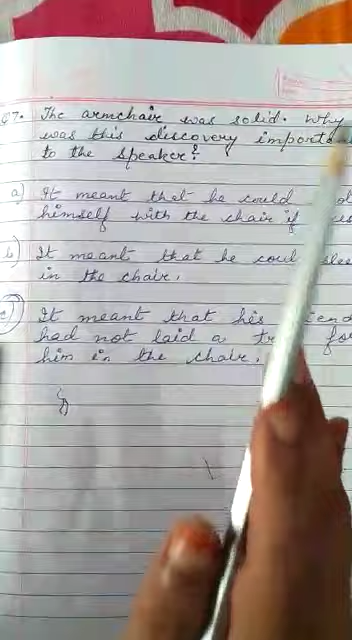 Q7. The armchair was solid. Why
was this discovery important
to the speaker?
a) It meant that he could
himself with the chair if
b) It meant that he
in the chair.
c) It meant that his
had not laid a for
him in the chair.